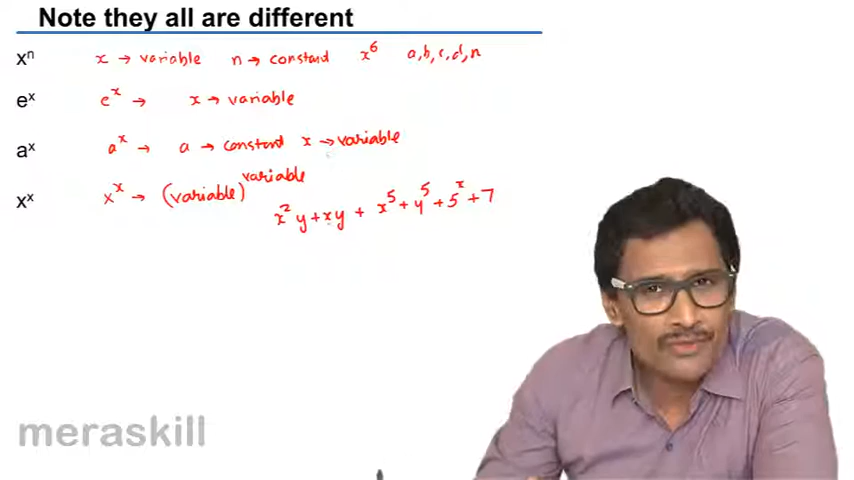 Note they all are different
xⁿ x → variable n → constant x⁶ a,b,c,d,n
eˣ eˣ → x → variable
aˣ aˣ → a → constant x → variable
xˣ xˣ → (variable)^variable
x²y + xy + x⁵ + y⁵ + 5ˣ + 7
meraskill